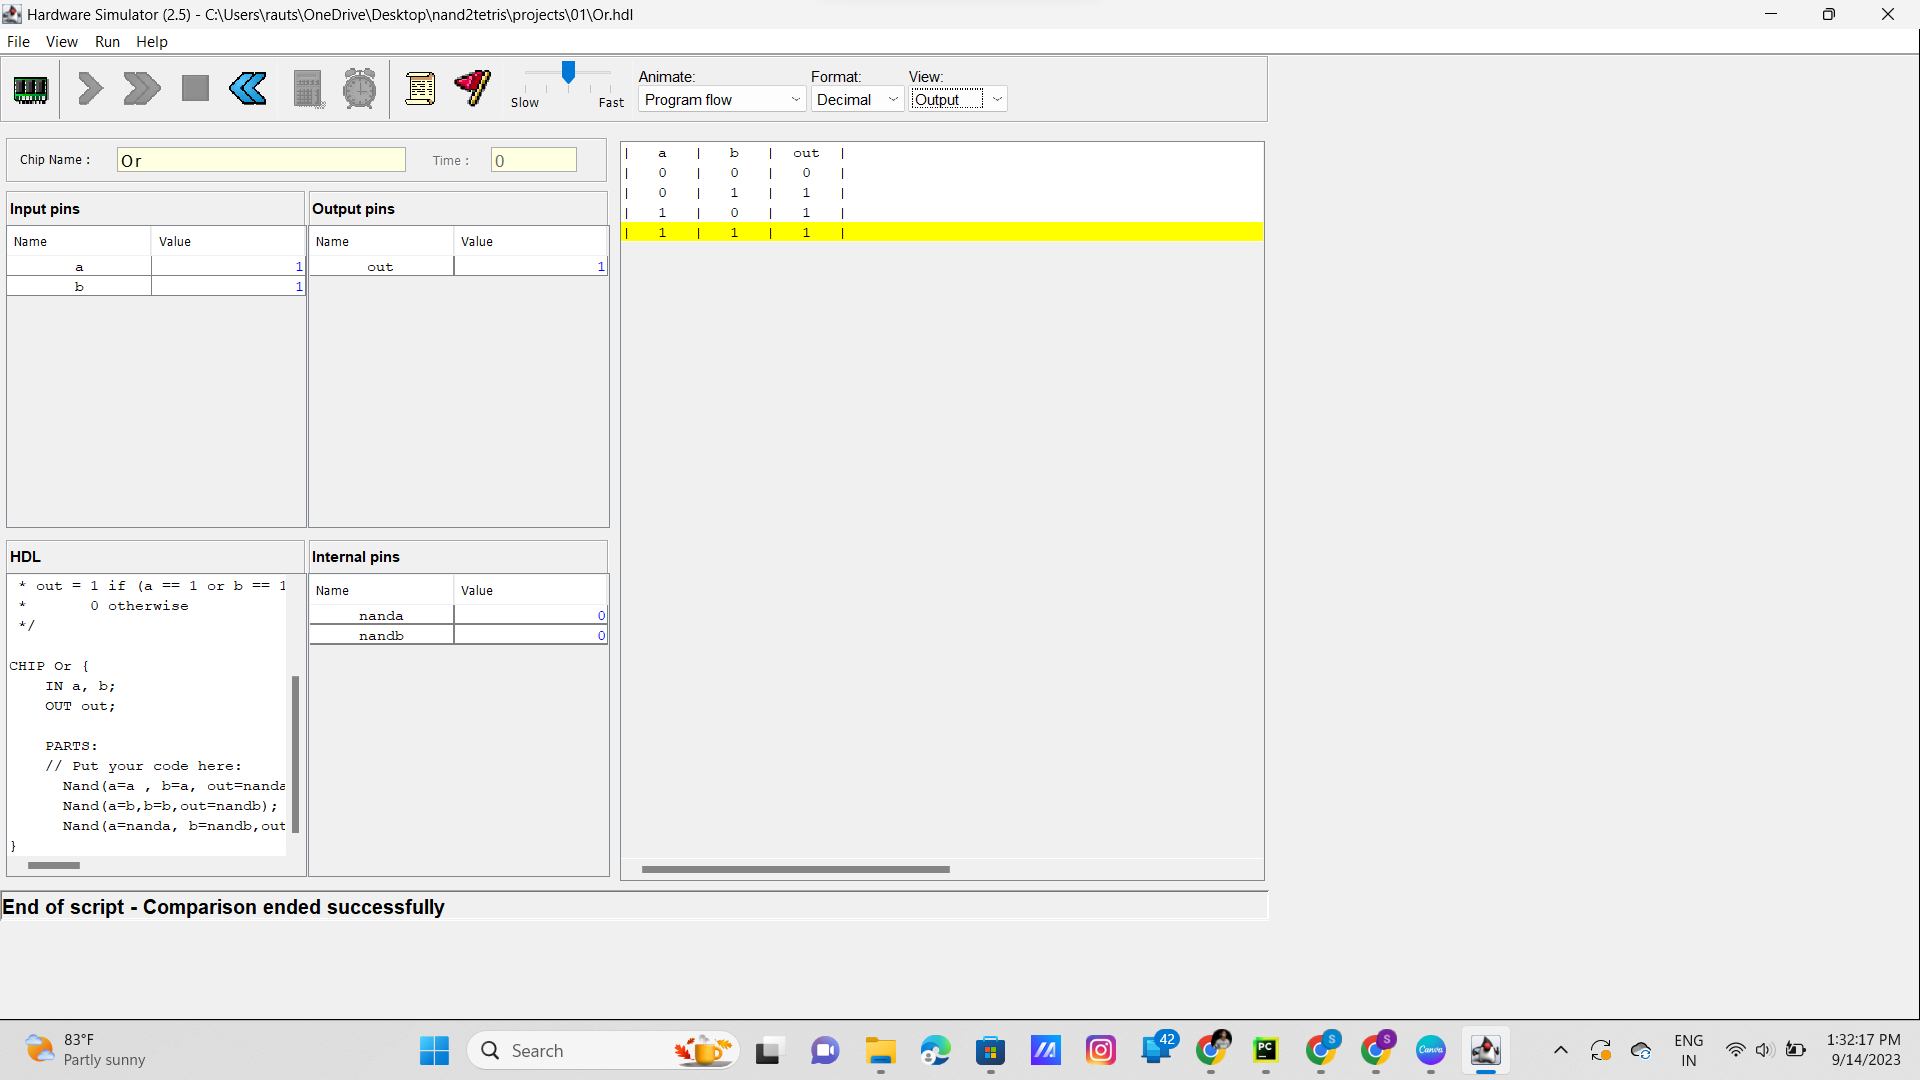 Hardware Simulator (2.5) - C:\Users\rauts\OneDrive\Desktop\nand2tetris\projects\01\Or.hdl
File View Run Help
Slow Fast
Animate: Format: View:
Program flow Decimal Output
Chip Name : Or Time : 0
Input pins
Name Value
a 1
b 1
Output pins
Name Value
out 1
HDL
* out = 1 if (a == 1 or b == 1
* 0 otherwise
*/
CHIP Or {
IN a, b;
OUT out;
PARTS:
// Put your code here:
Nand(a=a , b=a, out=nanda
Nand(a=b,b=b,out=nandb);
Nand(a=nanda, b=nandb,out
}
Internal pins
Name Value
nanda 0
nandb 0
| a | b | out |
| 0 | 0 | 0 |
| 0 | 1 | 1 |
| 1 | 0 | 1 |
| 1 | 1 | 1 |
End of script - Comparison ended successfully
83°F
Partly sunny
Search
42
PC
S
S
Canva
ENG
IN
1:32:17 PM
9/14/2023